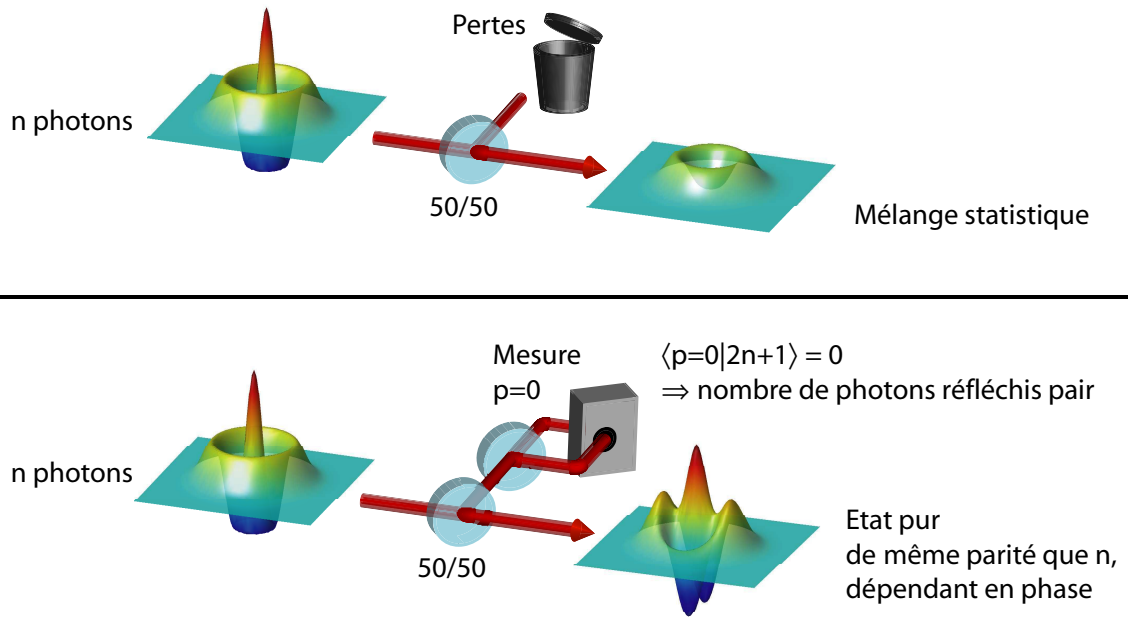 Pertes
n photons
50/50
Mélange statistique
Mesure
p=0
⟨p=0|2n+1⟩ = 0
⇒ nombre de photons réfléchis pair
n photons
50/50
Etat pur
de même parité que n,
dépendant en phase